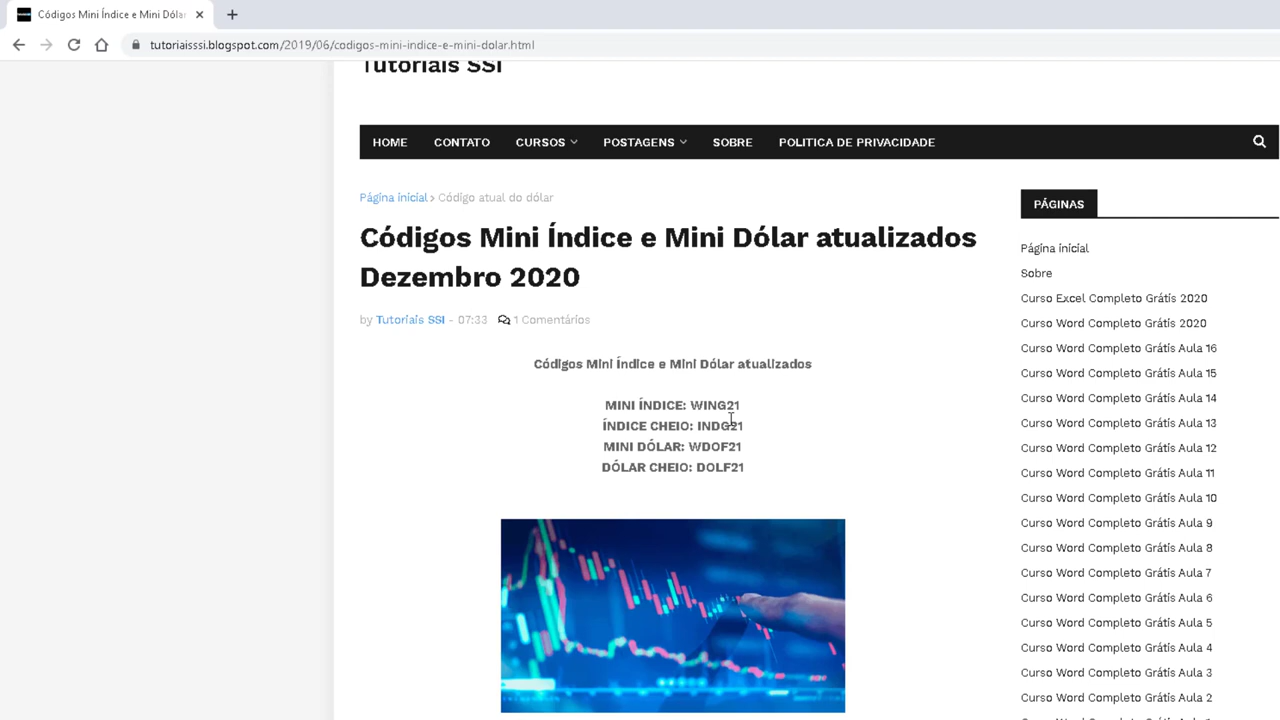 Códigos Mini Índice e Mini Dólar
tutoriaisssi.blogspot.com/2019/06/codigos-mini-indice-e-mini-dolar.html
Tutoriais SSI
HOME CONTATO CURSOS POSTAGENS SOBRE POLITICA DE PRIVACIDADE
Página inicial > Código atual do dólar
Códigos Mini Índice e Mini Dólar atualizados
Dezembro 2020
by Tutoriais SSI - 07:33 1 Comentários
Códigos Mini Índice e Mini Dólar atualizados
MINI ÍNDICE: WING21
ÍNDICE CHEIO: INDG21
MINI DÓLAR: WDOF21
DÓLAR CHEIO: DOLF21
PÁGINAS
Página inicial
Sobre
Curso Excel Completo Grátis 2020
Curso Word Completo Grátis 2020
Curso Word Completo Grátis Aula 16
Curso Word Completo Grátis Aula 15
Curso Word Completo Grátis Aula 14
Curso Word Completo Grátis Aula 13
Curso Word Completo Grátis Aula 12
Curso Word Completo Grátis Aula 11
Curso Word Completo Grátis Aula 10
Curso Word Completo Grátis Aula 9
Curso Word Completo Grátis Aula 8
Curso Word Completo Grátis Aula 7
Curso Word Completo Grátis Aula 6
Curso Word Completo Grátis Aula 5
Curso Word Completo Grátis Aula 4
Curso Word Completo Grátis Aula 3
Curso Word Completo Grátis Aula 2